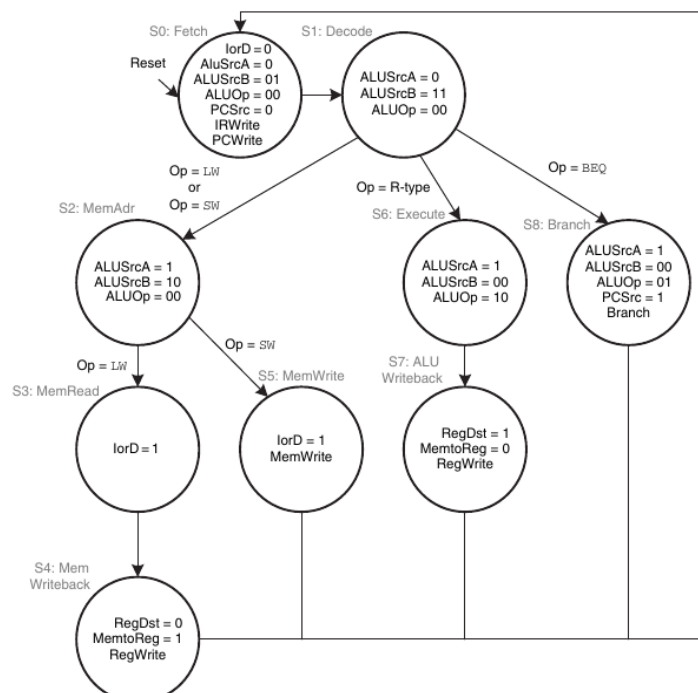 S0: Fetch
S1: Decode
Reset
IorD = 0
AluSrcA = 0
ALUSrcB = 01
ALUOp = 00
PCSrc = 0
IRWrite
PCWrite
ALUSrcA = 0
ALUSrcB = 11
ALUOp = 00
Op = LW
or
Op = SW
Op = R-type
Op = BEQ
S2: MemAdr
S6: Execute
S8: Branch
ALUSrcA = 1
ALUSrcB = 10
ALUOp = 00
ALUSrcA = 1
ALUSrcB = 00
ALUOp = 10
ALUSrcA = 1
ALUSrcB = 00
ALUOp = 01
PCSrc = 1
Branch
Op = LW
Op = SW
S3: MemRead
S5: MemWrite
S7: ALU
Writeback
IorD = 1
IorD = 1
MemWrite
RegDst = 1
MemtoReg = 0
RegWrite
S4: Mem
Writeback
RegDst = 0
MemtoReg = 1
RegWrite